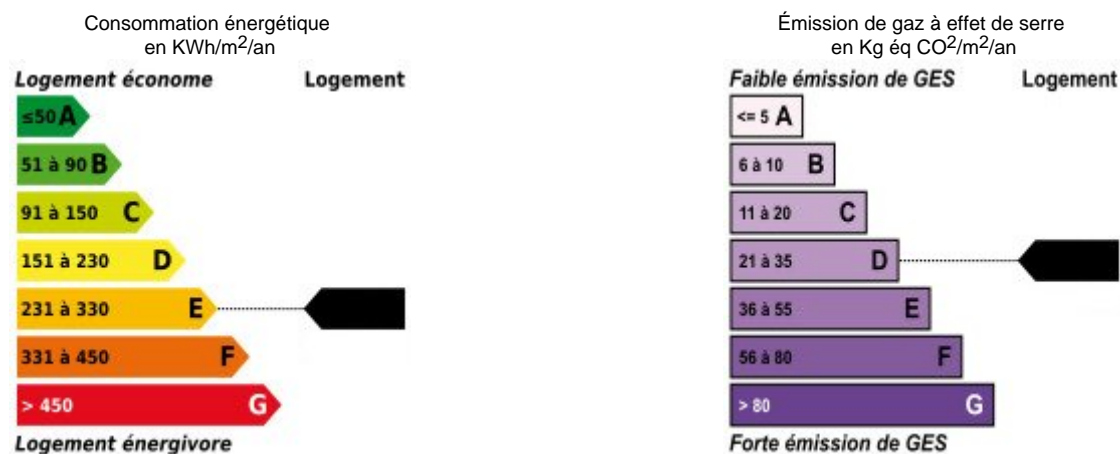 Consommation énergétique
en KWh/m2/an
Logement économe
Logement
≤50 A
51 à 90 B
91 à 150 C
151 à 230 D
231 à 330 E
331 à 450 F
> 450 G
Logement énergivore
Émission de gaz à effet de serre
en Kg éq CO2/m2/an
Faible émission de GES
Logement
<= 5 A
6 à 10 B
11 à 20 C
21 à 35 D
36 à 55 E
56 à 80 F
> 80 G
Forte émission de GES